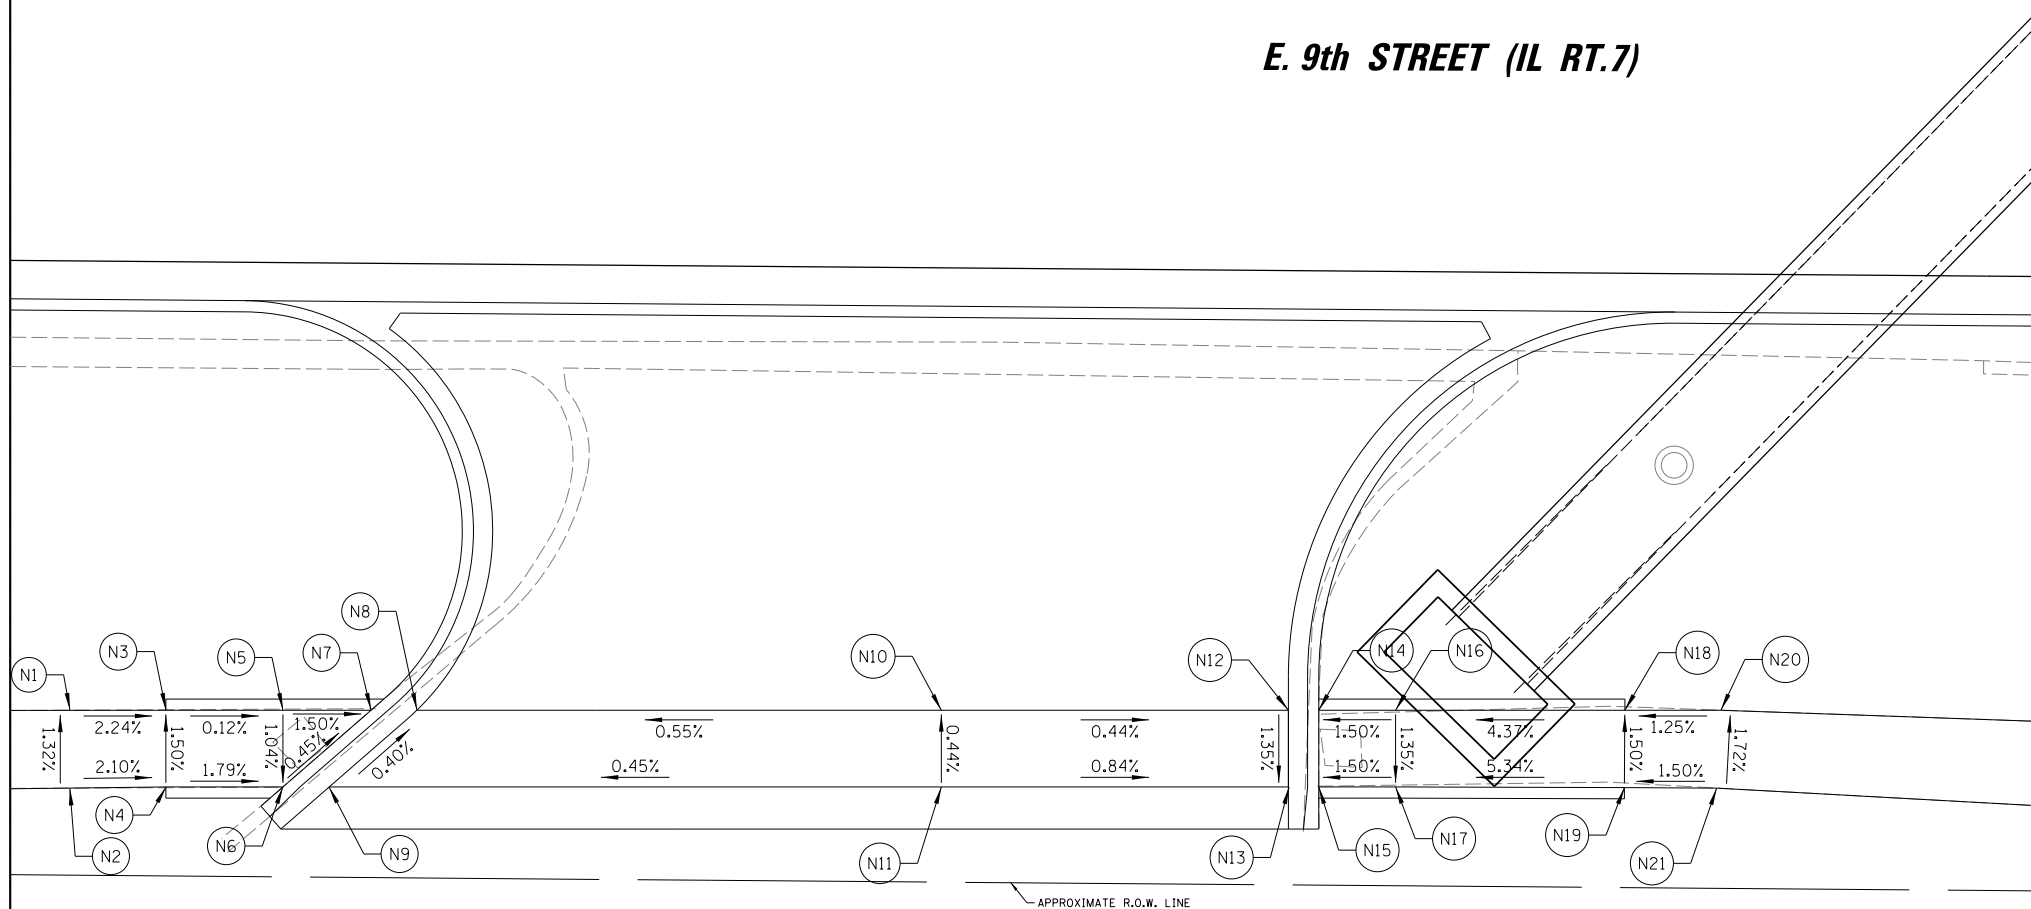 E. 9th STREET (IL RT.7)
N8
N3
N5
N7
N10
N12
N14
N16
N18
N20
N1
2.24%
0.12%
1.50%
0.55%
0.44%
1.50%
4.37%
1.25%
1.32%
1.50%
1.04%
0.45%
0.40%
0.44%
1.35%
1.35%
1.50%
1.72%
2.10%
1.79%
0.45%
0.84%
1.50%
5.34%
1.50%
N4
N2
N6
N9
N11
N13
N15
N17
N19
N21
APPROXIMATE R.O.W. LINE